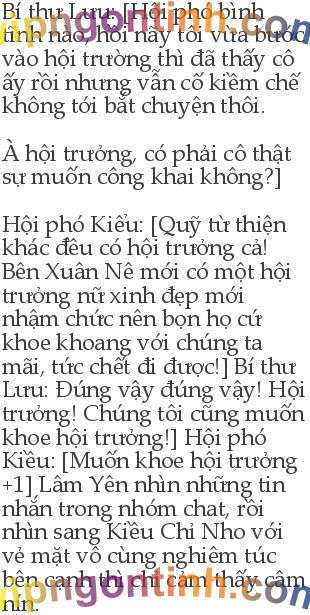 Bí thư Lưu: [Hội phó bình
tĩnh nào, hồi nãy tôi vừa bước
vào hội trường thì đã thấy cô
ấy rồi nhưng vẫn cố kiềm chế
không tới bắt chuyện thôi.
À hội trưởng, có phải cô thật
sự muốn công khai không?]
Hội phó Kiểu: [Quỹ từ thiện
khác đều có hội trưởng cả!
Bên Xuân Nê mới có một hội
trưởng nữ xinh đẹp mới
nhậm chức nên bọn họ cứ
khoe khoang với chúng ta
mãi, tức chết đi được!] Bí thư
Lưu: Đúng vậy đúng vậy! Hội
trưởng! Chúng tôi cũng muốn
khoe hội trưởng!] Hội phó
Kiều: [Muốn khoe hội trưởng
+1] Lâm Yên nhìn những tin
nhắn trong nhóm chat, rồi
nhìn sang Kiều Chỉ Nho với
vẻ mặt vô cùng nghiêm túc
bên cạnh thì chỉ cảm thấy câm
nín.
upngontinh.com
upngontinh.com